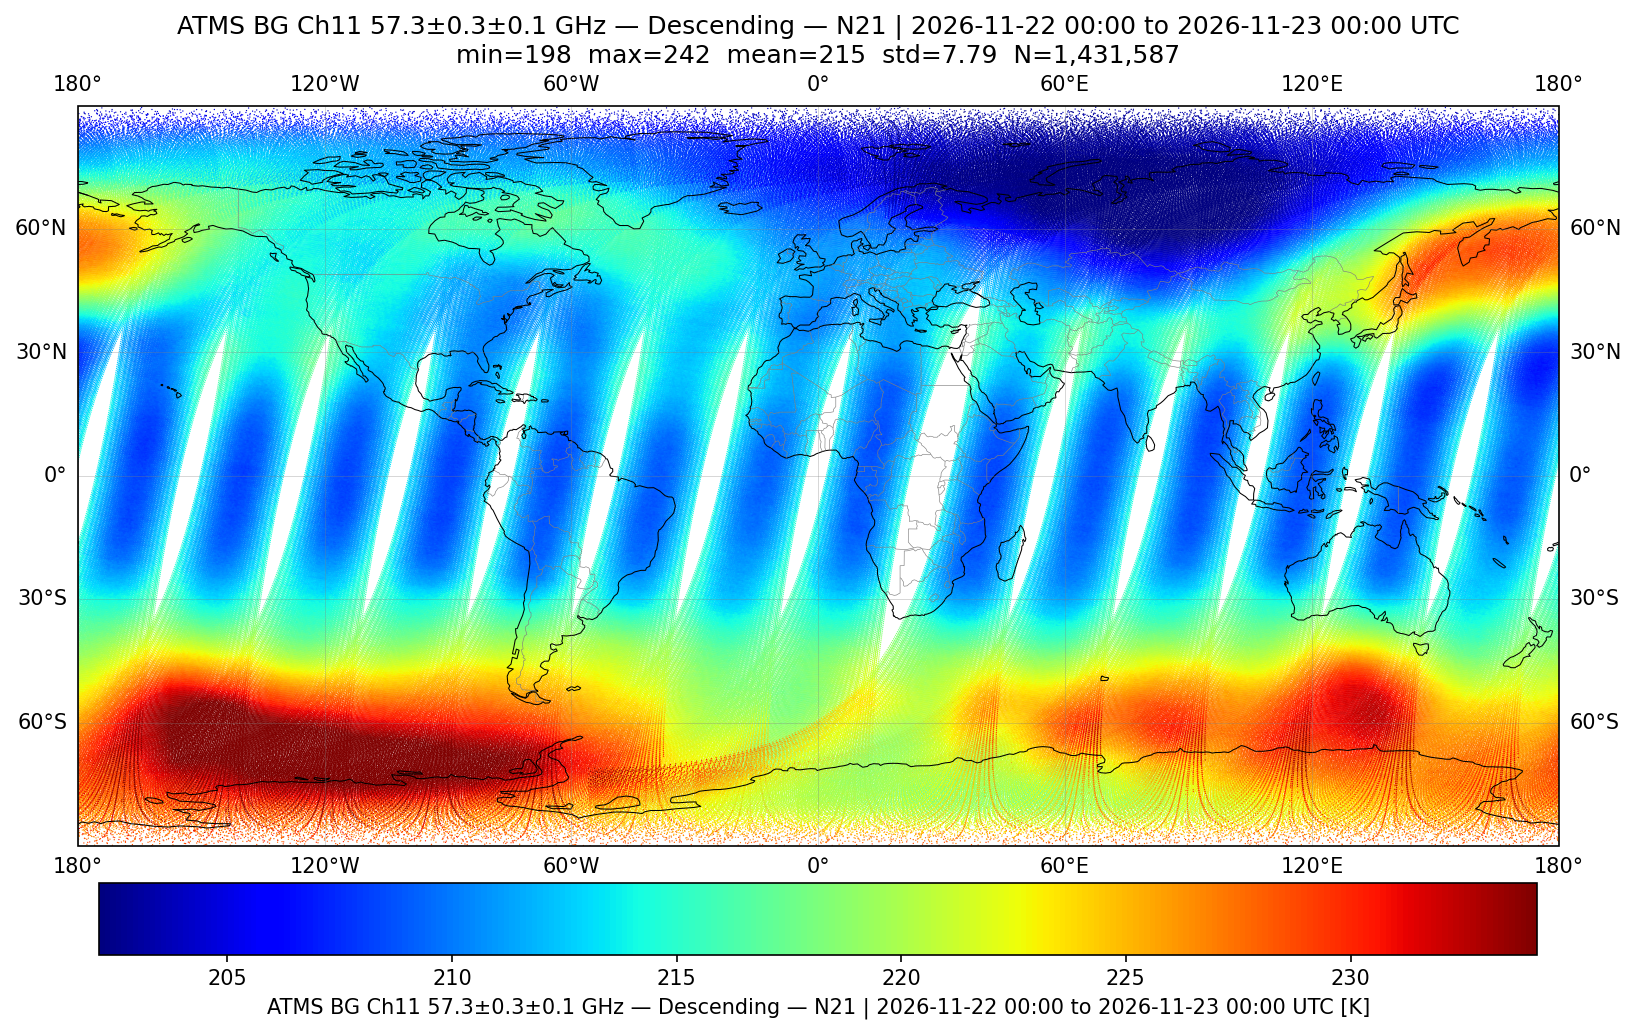 ATMS BG Ch11 57.3±0.3±0.1 GHz — Descending — N21 | 2026-11-22 00:00 to 2026-11-23 00:00 UTC
min=198 max=242 mean=215 std=7.79 N=1,431,587
180° 120°W 60°W 0° 60°E 120°E 180°
60°N 60°N
30°N 30°N
0° 0°
30°S 30°S
60°S 60°S
180° 120°W 60°W 0° 60°E 120°E 180°
205 210 215 220 225 230
ATMS BG Ch11 57.3±0.3±0.1 GHz — Descending — N21 | 2026-11-22 00:00 to 2026-11-23 00:00 UTC [K]